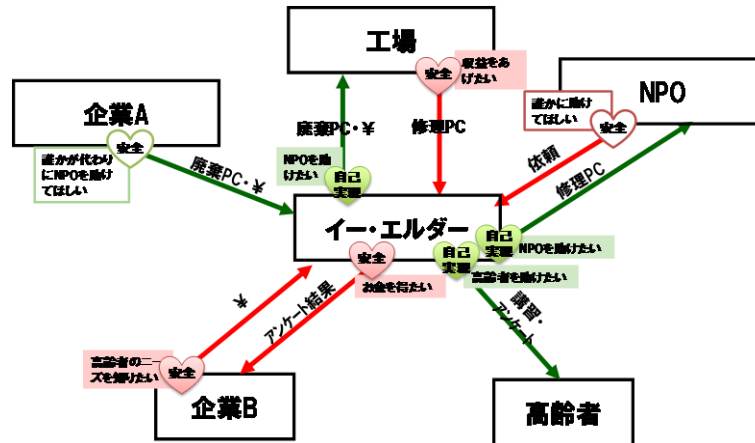 工場
安全
収益をあ
げたい
企業A
安全
誰かが代わり
にNPOを助け
てほしい
廃棄PC・¥
廃棄PC・¥
NPOを助
けたい
自己
実現
修理PC
NPO
誰かに助け
てほしい
安全
依頼
修理PC
イー・エルダー
自己
実現
NPOを助けたい
自己
実現
高齢者を助けたい
安全
お金を得たい
¥
アンケート結果
講習・
アンケート
高齢者のニー
ズを知りたい
安全
企業B
高齢者